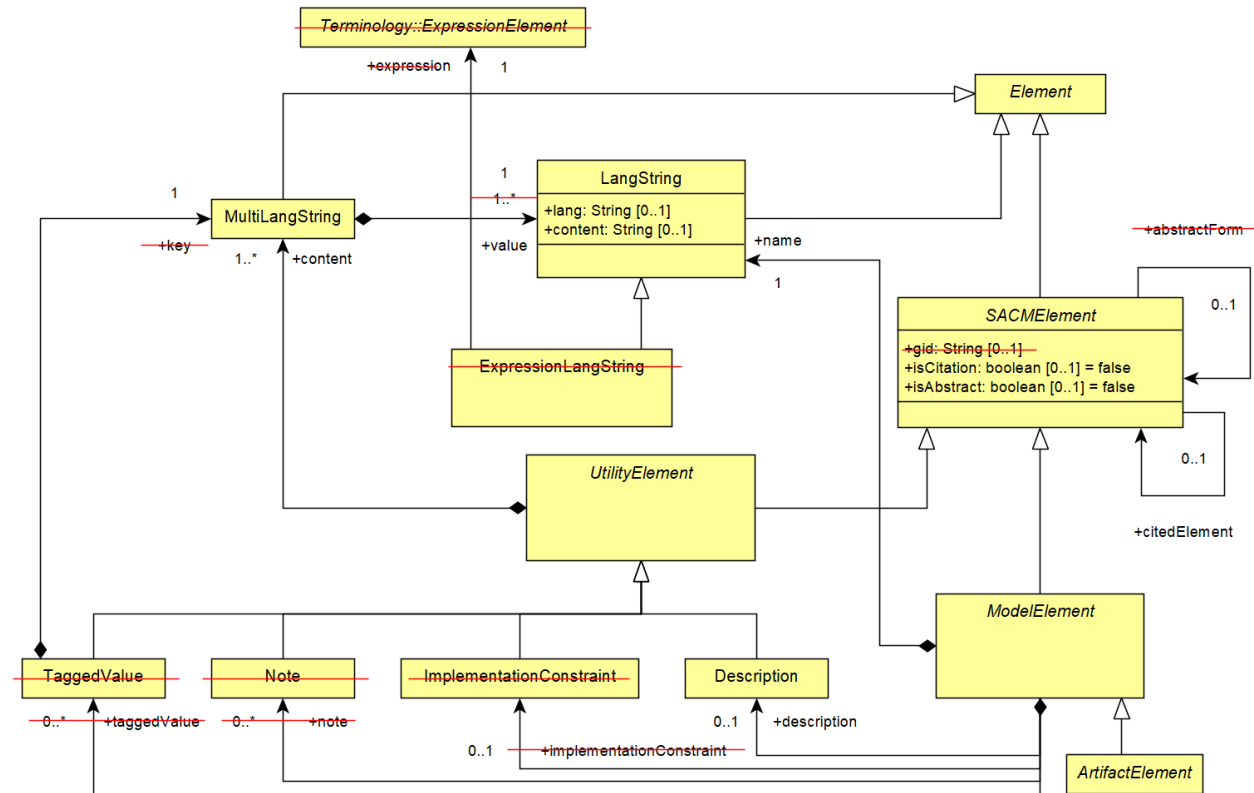 Terminology::ExpressionElement
+expression
1
Element
1
LangString
1
1..*
+lang: String [0..1]
+content: String [0..1]
MultiLangString
+key
1..*
+content
+value
+name
1
+abstractForm
0..1
SACMElement
+gid: String [0..1]
+isCitation: boolean [0..1] = false
+isAbstract: boolean [0..1] = false
ExpressionLangString
0..1
+citedElement
UtilityElement
ModelElement
TaggedValue
Note
ImplementationConstraint
Description
0..*
+taggedValue
0..*
+note
0..1
+description
0..1
+implementationConstraint
ArtifactElement